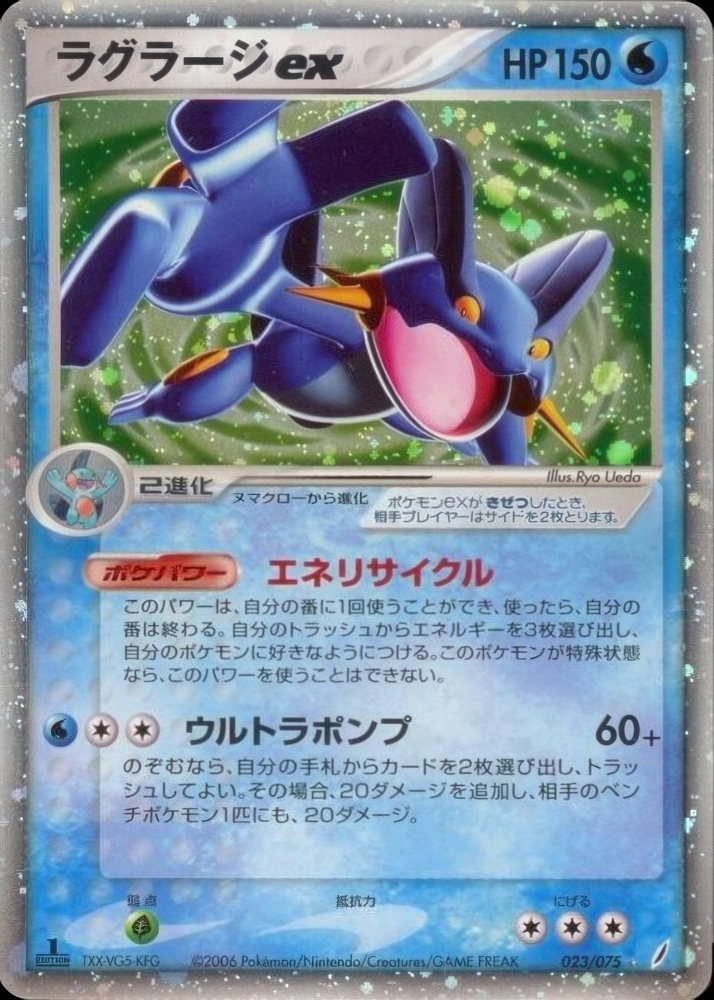 ラグラージex HP150
Illus.Ryo Ueda
2進化 ヌマクローから進化
ポケモンexが きぜつしたとき、
相手プレイヤーはサイドを2枚とります。
ポケパワー エネリサイクル
このパワーは、自分の番に1回使うことができ、使ったら、自分の
番は終わる。自分のトラッシュからエネルギーを3枚選び出し、
自分のポケモンに好きなようにつける。このポケモンが特殊状態
なら、このパワーを使うことはできない。
ウルトラポンプ 60+
のぞむなら、自分の手札からカードを2枚選び出し、トラッ
シュしてよい。その場合、20ダメージを追加し、相手のベン
チポケモン1匹にも、20ダメージ。
弱点 抵抗力 にげる
1 EDITION TXX-VG5-KFG ©2006 Pokémon/Nintendo/Creatures/GAME FREAK 023/075